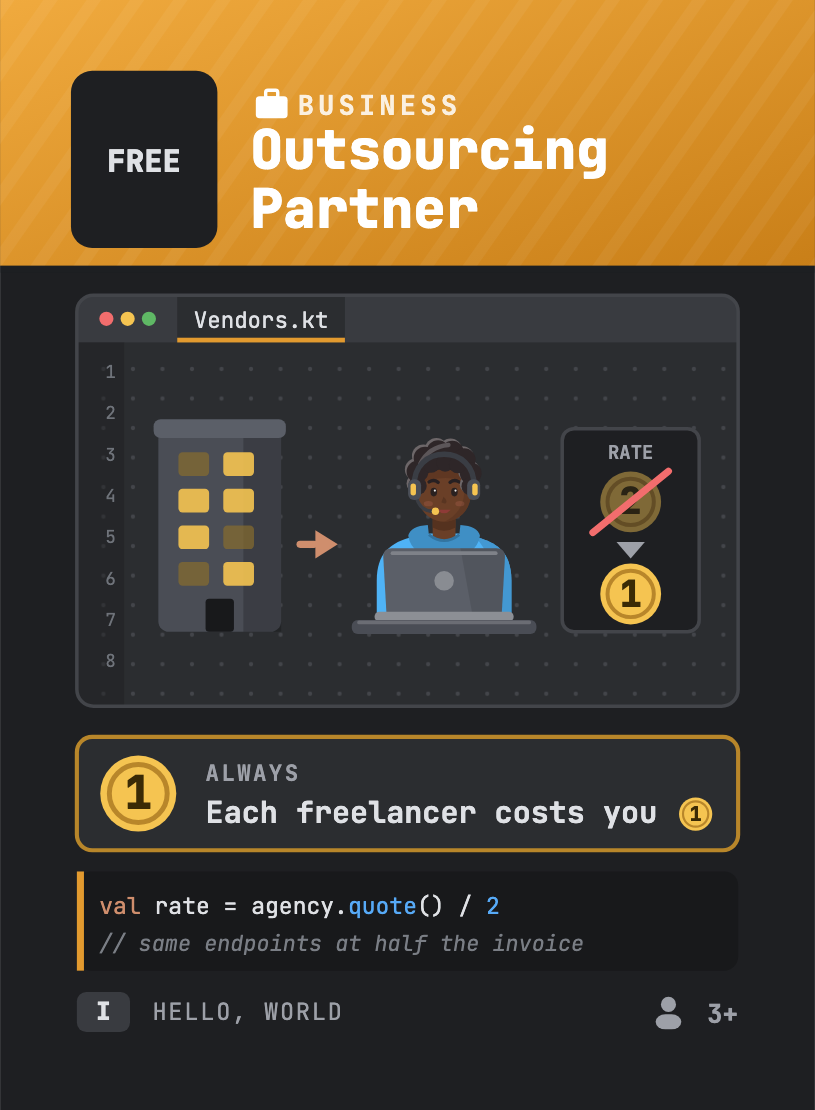 FREE
BUSINESS
Outsourcing
Partner
Vendors.kt
1
2
3
4
5
6
7
8
RATE
2
1
1
ALWAYS
Each freelancer costs you 1
val rate = agency.quote() / 2
// same endpoints at half the invoice
I HELLO, WORLD 3+